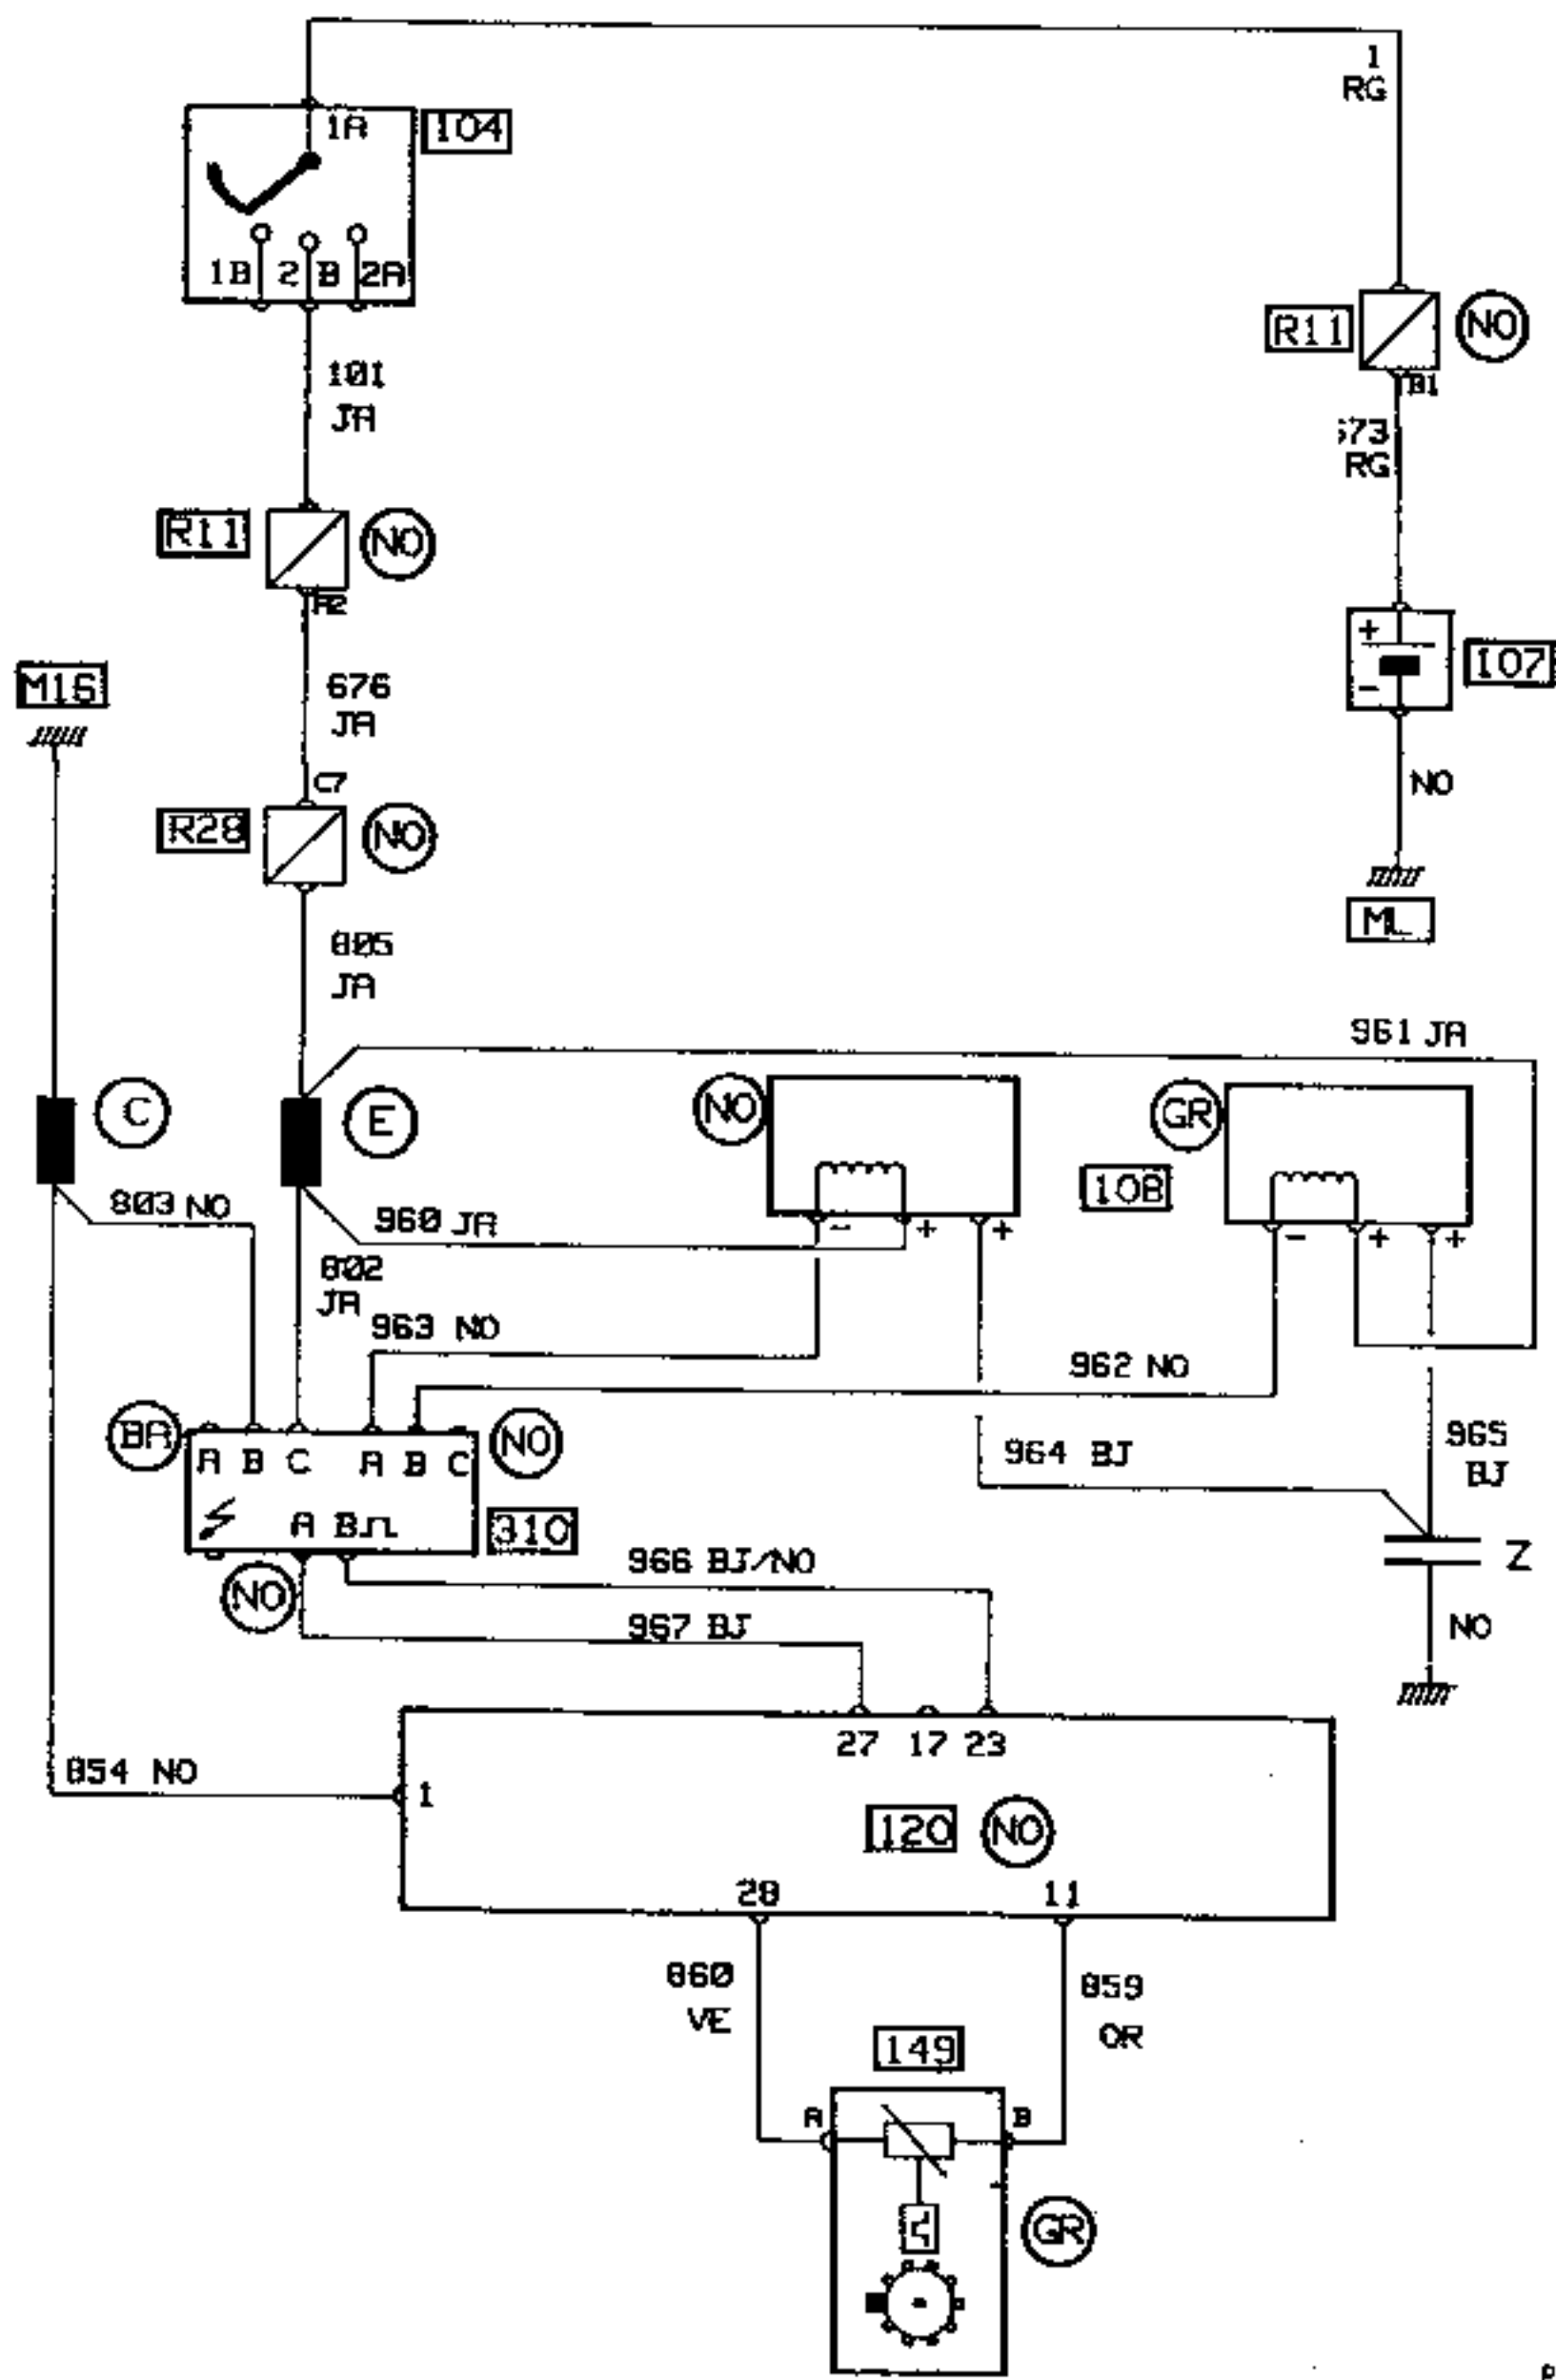 1
RG
1A
104
1B 2 B 2A
R11 NO
B1
101
JA
673
RG
R11 NO
A2
+
-
107
M16
676
JA
C7
NO
R28 NO
ML
805
JA
961 JA
C
E
NO
GR
108
803 NO
960 JA
- + +
- + +
802
JA
963 NO
962 NO
BA
NO
A B C A B C
964 BJ
965
BJ
A B
310
966 BJ/NO
Z
NO
967 BJ
NO
27 17 23
854 NO
1
120 NO
28 11
860
VE
859
OR
149
A B
GR